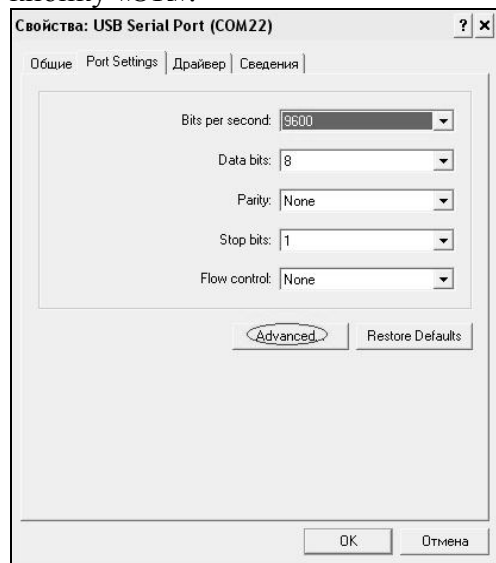 Свойства: USB Serial Port (COM22) ? ×
Общие Port Settings Драйвер Сведения
Bits per second: 9600
Data bits: 8
Parity: None
Stop bits: 1
Flow control: None
Advanced... Restore Defaults
OK Отмена